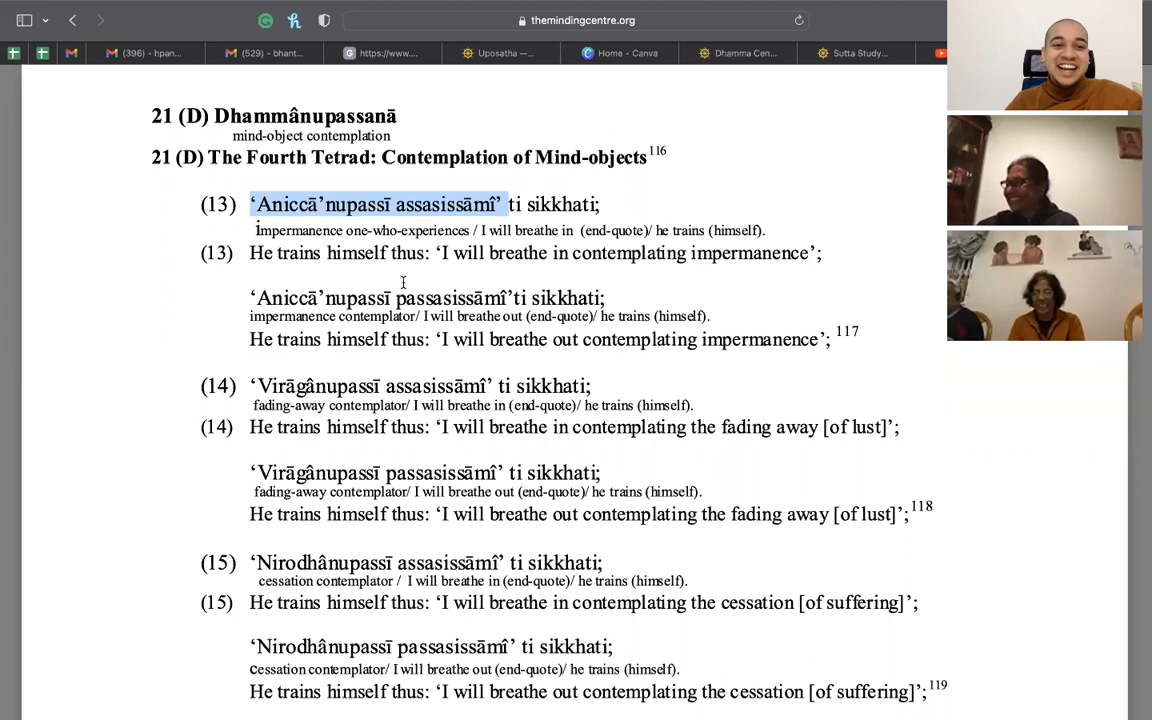 themindingcentre.org
(396) – hpan...
(529) – bhant...
https://www....
Uposatha —...
Home - Canva
Dhamma Cen...
Sutta Study...
21 (D) Dhammânupassanā
mind-object contemplation
21 (D) The Fourth Tetrad: Contemplation of Mind-objects116
(13) ‘Aniccā’nupassī assasissāmî’ ti sikkhati;
impermanence one-who-experiences / I will breathe in (end-quote)/ he trains (himself).
(13) He trains himself thus: ‘I will breathe in contemplating impermanence’;
‘Aniccā’nupassī passasissāmî’ti sikkhati;
impermanence contemplator/ I will breathe out (end-quote)/ he trains (himself).
He trains himself thus: ‘I will breathe out contemplating impermanence’; 117
(14) ‘Virāgânupassī assasissāmî’ ti sikkhati;
fading-away contemplator/ I will breathe in (end-quote)/ he trains (himself).
(14) He trains himself thus: ‘I will breathe in contemplating the fading away [of lust]’;
‘Virāgânupassī passasissāmî’ ti sikkhati;
fading-away contemplator/ I will breathe out (end-quote)/ he trains (himself).
He trains himself thus: ‘I will breathe out contemplating the fading away [of lust]’;118
(15) ‘Nirodhânupassī assasissāmî’ ti sikkhati;
cessation contemplator / I will breathe in (end-quote)/ he trains (himself).
(15) He trains himself thus: ‘I will breathe in contemplating the cessation [of suffering]’;
‘Nirodhânupassī passasissāmî’ ti sikkhati;
cessation contemplator/ I will breathe out (end-quote)/ he trains (himself).
He trains himself thus: ‘I will breathe out contemplating the cessation [of suffering]’;119